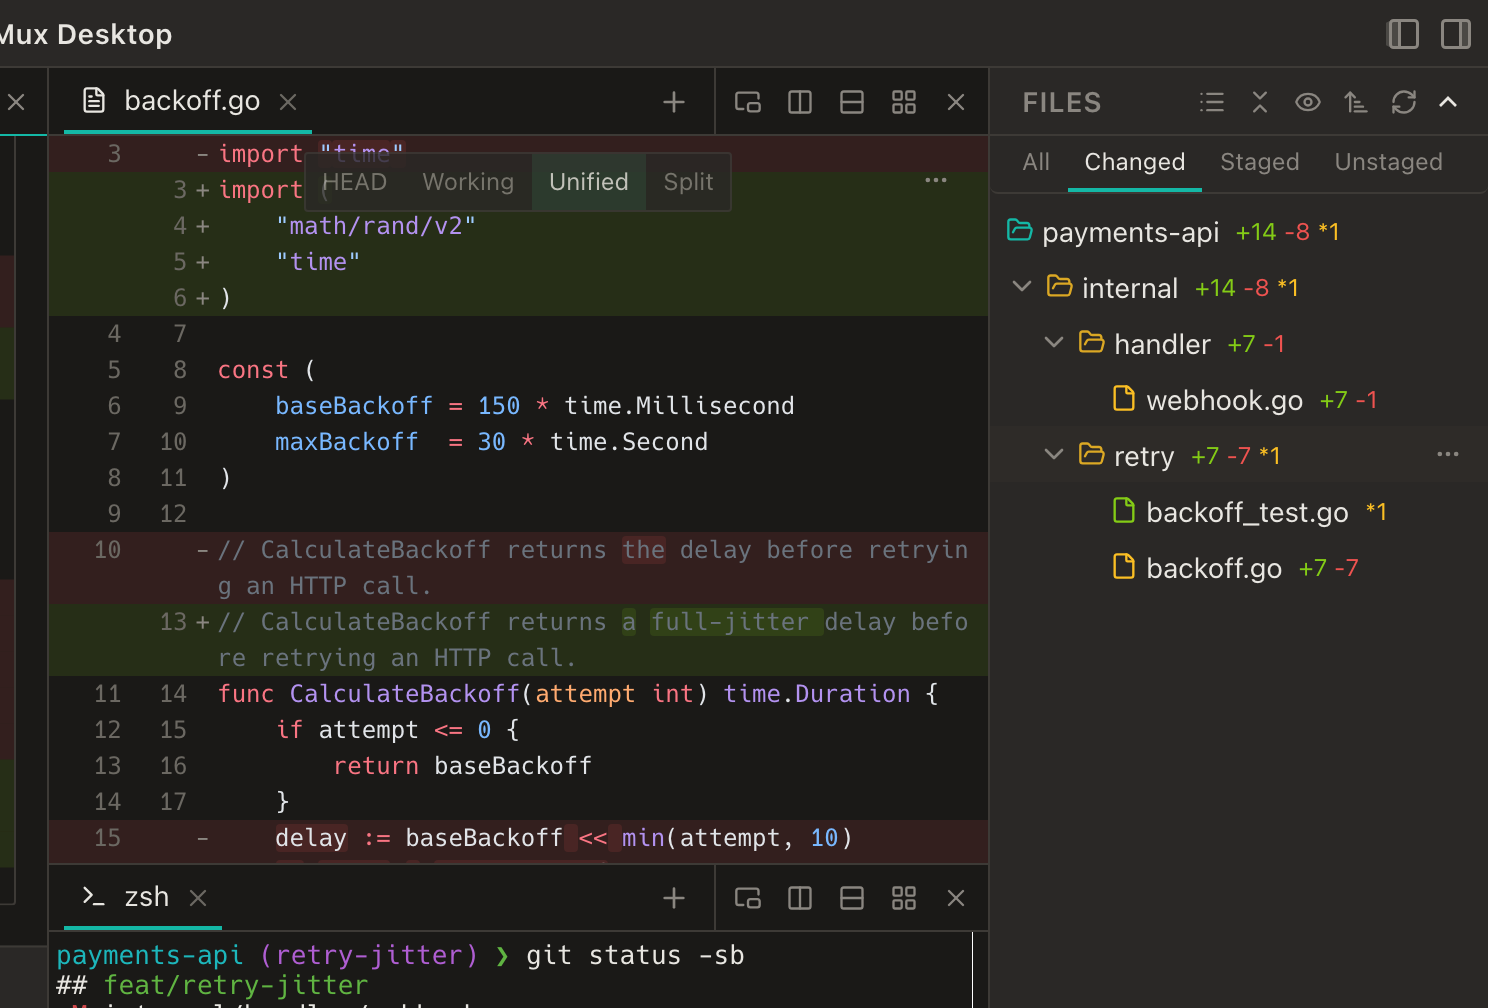 Mux Desktop
backoff.go
3 - import "time"
HEAD Working Unified Split
3 + import (
4 + "math/rand/v2"
5 + "time"
6 + )
4 7
5 8 const (
6 9 baseBackoff = 150 * time.Millisecond
7 10 maxBackoff = 30 * time.Second
8 11 )
9 12
10 - // CalculateBackoff returns the delay before retryin
g an HTTP call.
13 + // CalculateBackoff returns a full-jitter delay befo
re retrying an HTTP call.
11 14 func CalculateBackoff(attempt int) time.Duration {
12 15 if attempt <= 0 {
13 16 return baseBackoff
14 17 }
15 - delay := baseBackoff << min(attempt, 10)
zsh
payments-api (retry-jitter) ❯ git status -sb
## feat/retry-jitter
FILES
All Changed Staged Unstaged
payments-api +14 -8 *1
internal +14 -8 *1
handler +7 -1
webhook.go +7 -1
retry +7 -7 *1
backoff_test.go *1
backoff.go +7 -7